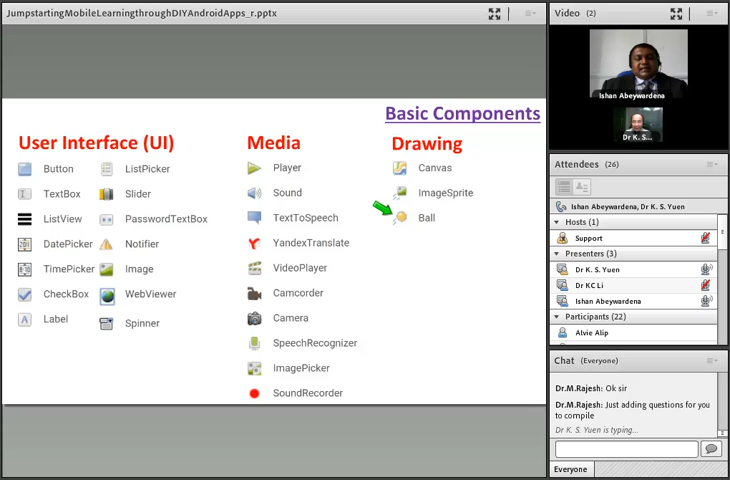 JumpstartingMobileLearningthroughDIYAndroidApps_r.pptx
Basic Components
User Interface (UI)
Button
TextBox
ListView
DatePicker
TimePicker
CheckBox
Label
ListPicker
Slider
PasswordTextBox
Notifier
Image
WebViewer
Spinner
Media
Player
Sound
TextToSpeech
YandexTranslate
VideoPlayer
Camcorder
Camera
SpeechRecognizer
ImagePicker
SoundRecorder
Drawing
Canvas
ImageSprite
Ball
Video (2)
Ishan Abeywardena
Dr K. S...
Attendees (26)
Ishan Abeywardena, Dr K. S. Yuen
Hosts (1)
Support
Presenters (3)
Dr K. S. Yuen
Dr KC Li
Ishan Abeywardena
Participants (22)
Alvie Alip
Chat (Everyone)
Dr.M.Rajesh: Ok sir
Dr.M.Rajesh: Just adding questions for you
to compile
Dr K. S. Yuen is typing...
Everyone